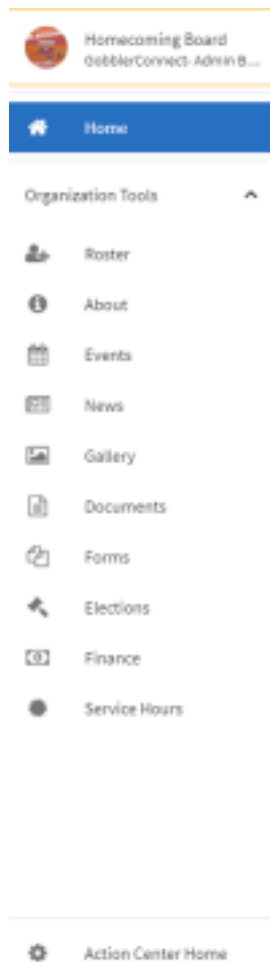 Homecoming Board
GobblerConnect- Admin B...
Home
Organization Tools
Roster
About
Events
News
Gallery
Documents
Forms
Elections
Finance
Service Hours
Action Center Home